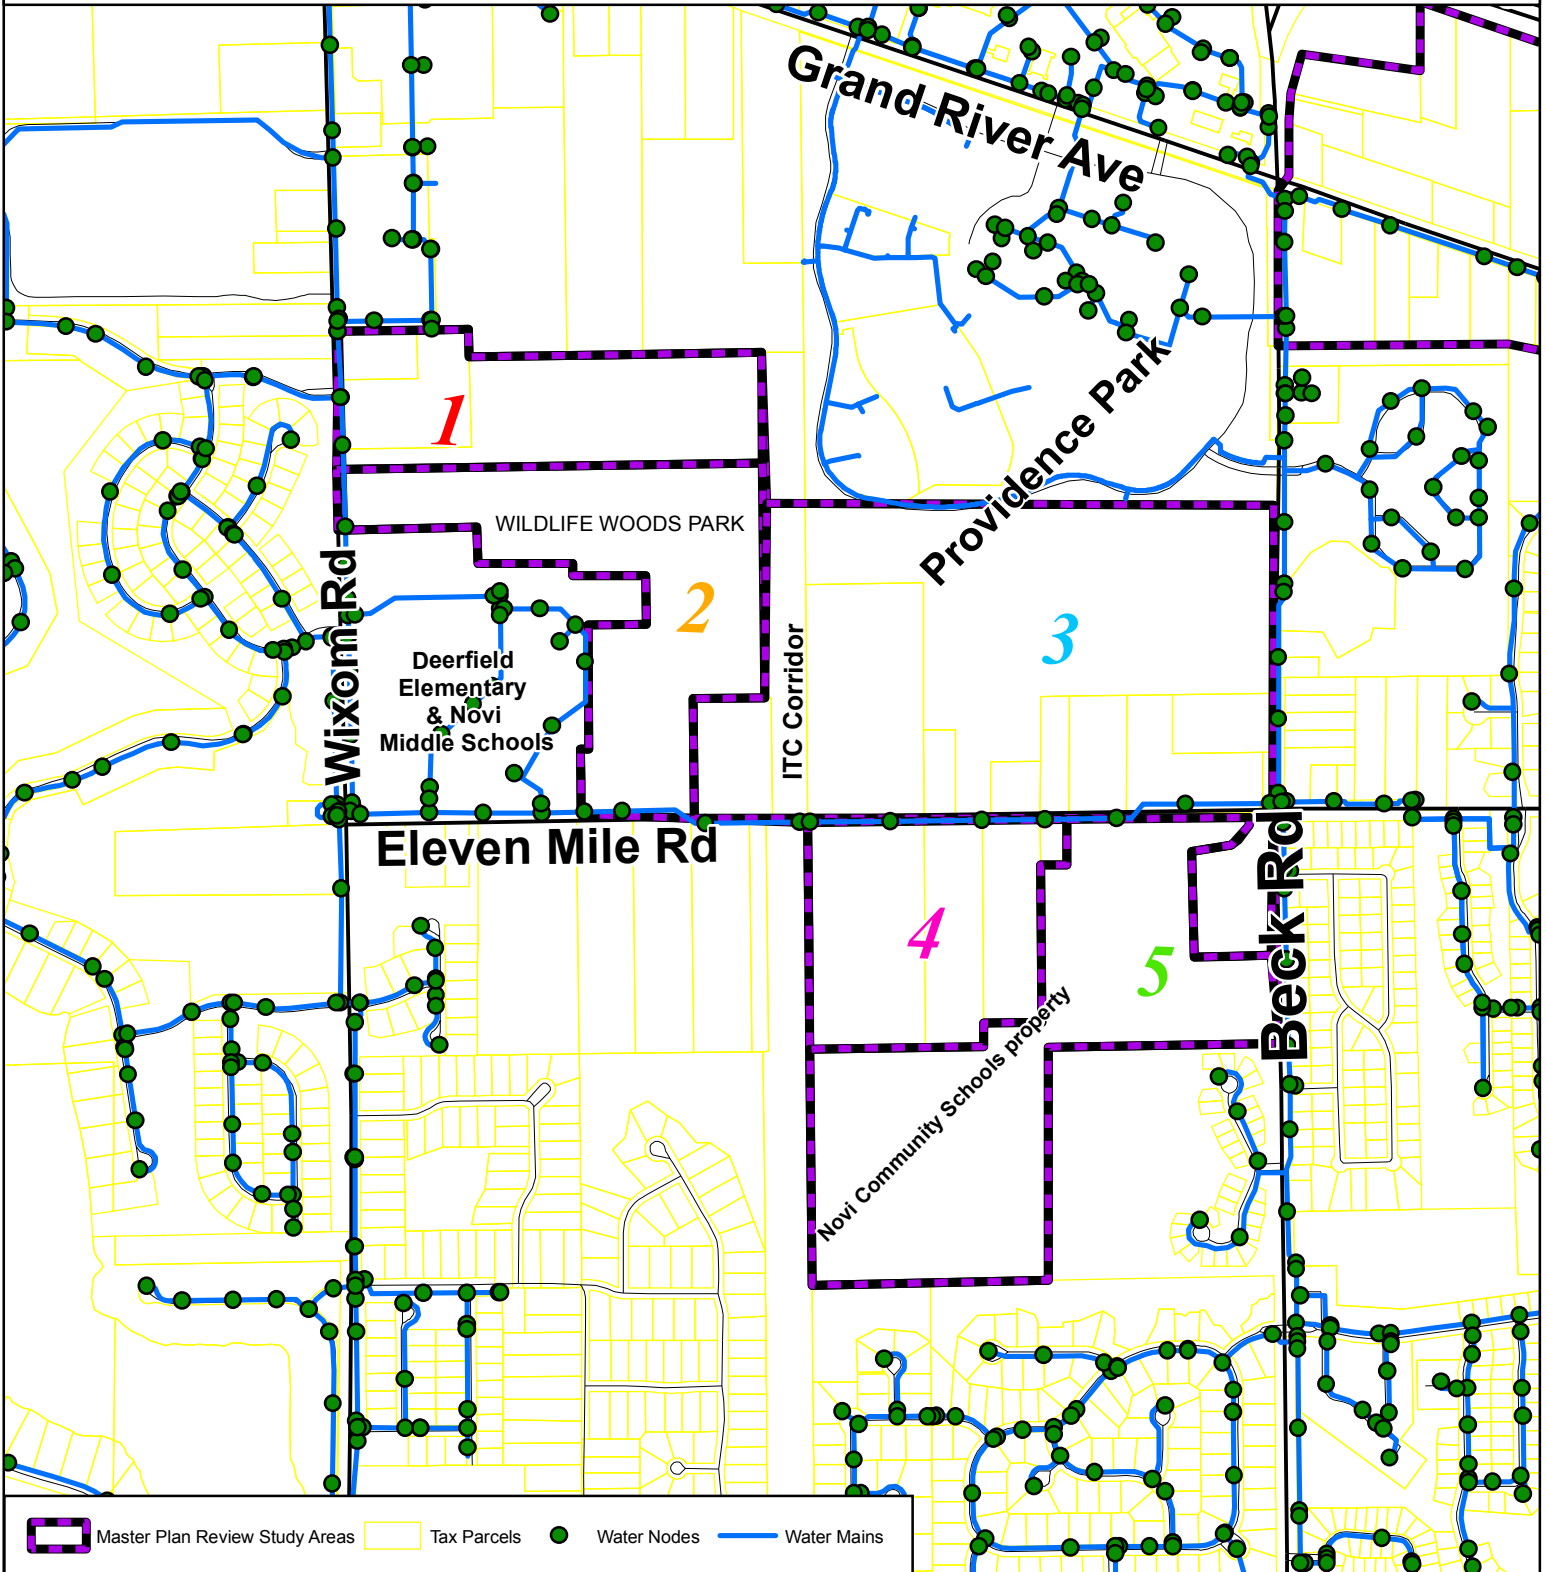 Grand River Ave
1
Providence Park
WILDLIFE WOODS PARK
2
3
Wixom Rd
Deerfield
Elementary
& Novi
Middle Schools
ITC Corridor
Eleven Mile Rd
Beck Rd
4
5
Novi Community Schools property
Master Plan Review Study Areas
Tax Parcels
Water Nodes
Water Mains